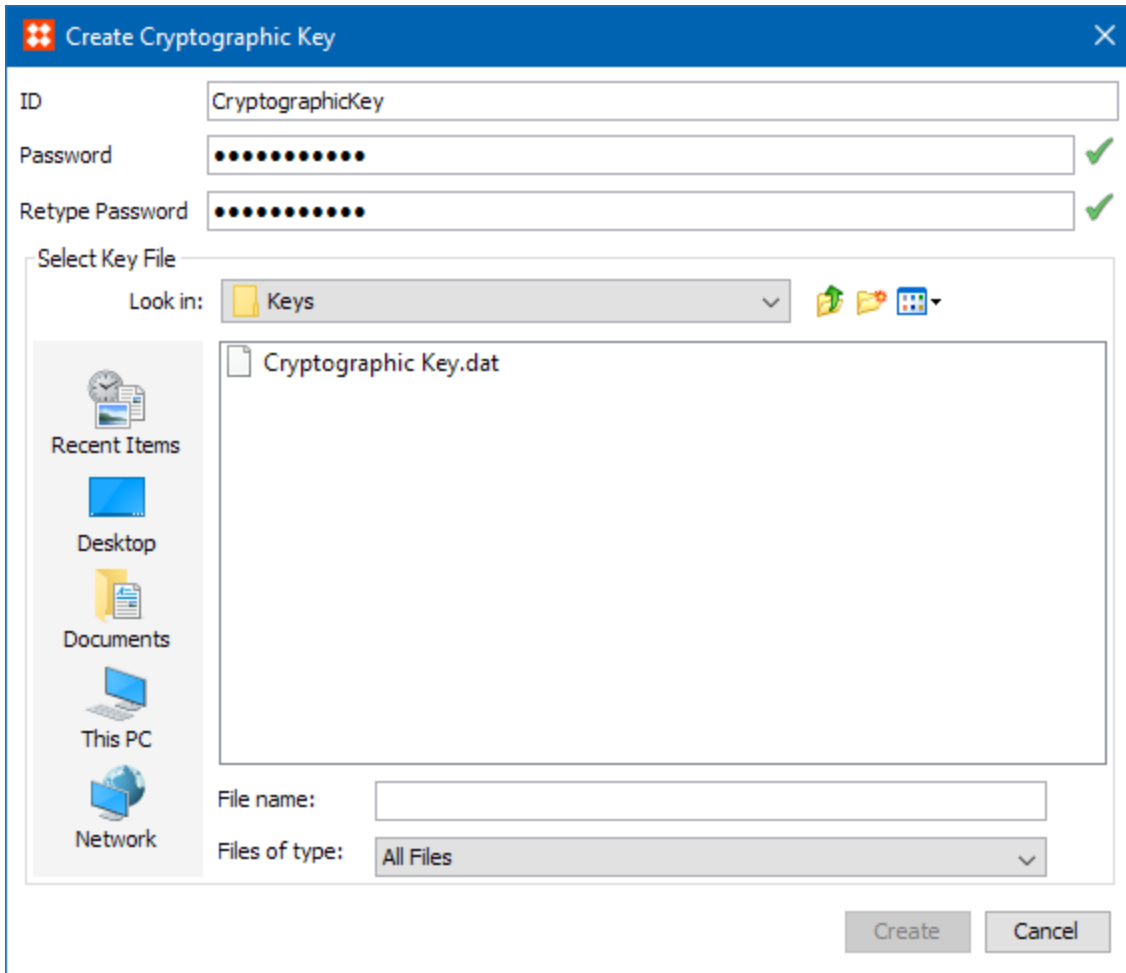 Create Cryptographic Key
ID
CryptographicKey
Password
•••••••••••
Retype Password
•••••••••••
Select Key File
Look in:
Keys
Cryptographic Key.dat
Recent Items
Desktop
Documents
This PC
Network
File name:
Files of type:
All Files
Create
Cancel